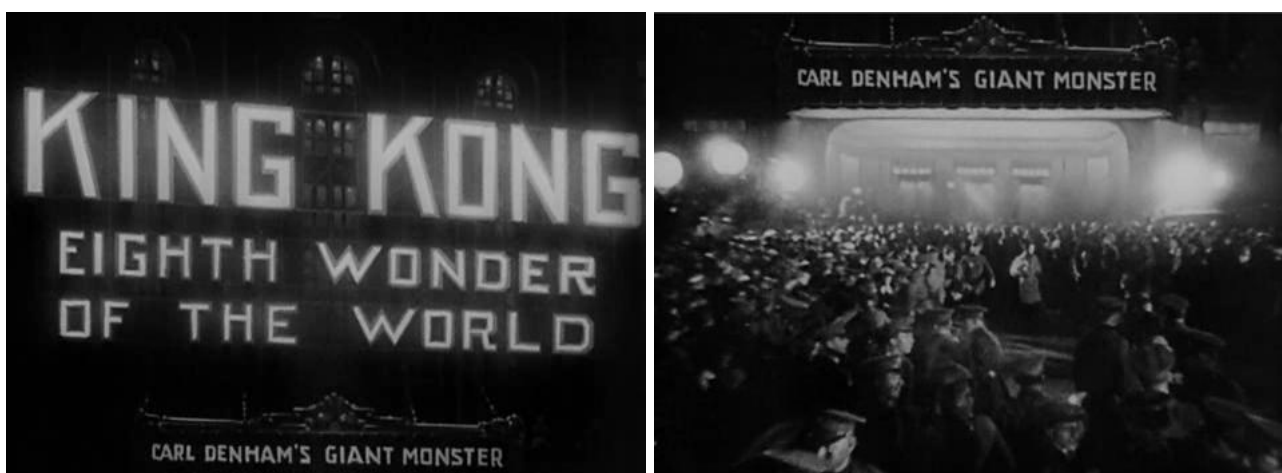 KING KONG
EIGHTH WONDER
OF THE WORLD
CARL DENHAM'S GIANT MONSTER
CARL DENHAM'S GIANT MONSTER